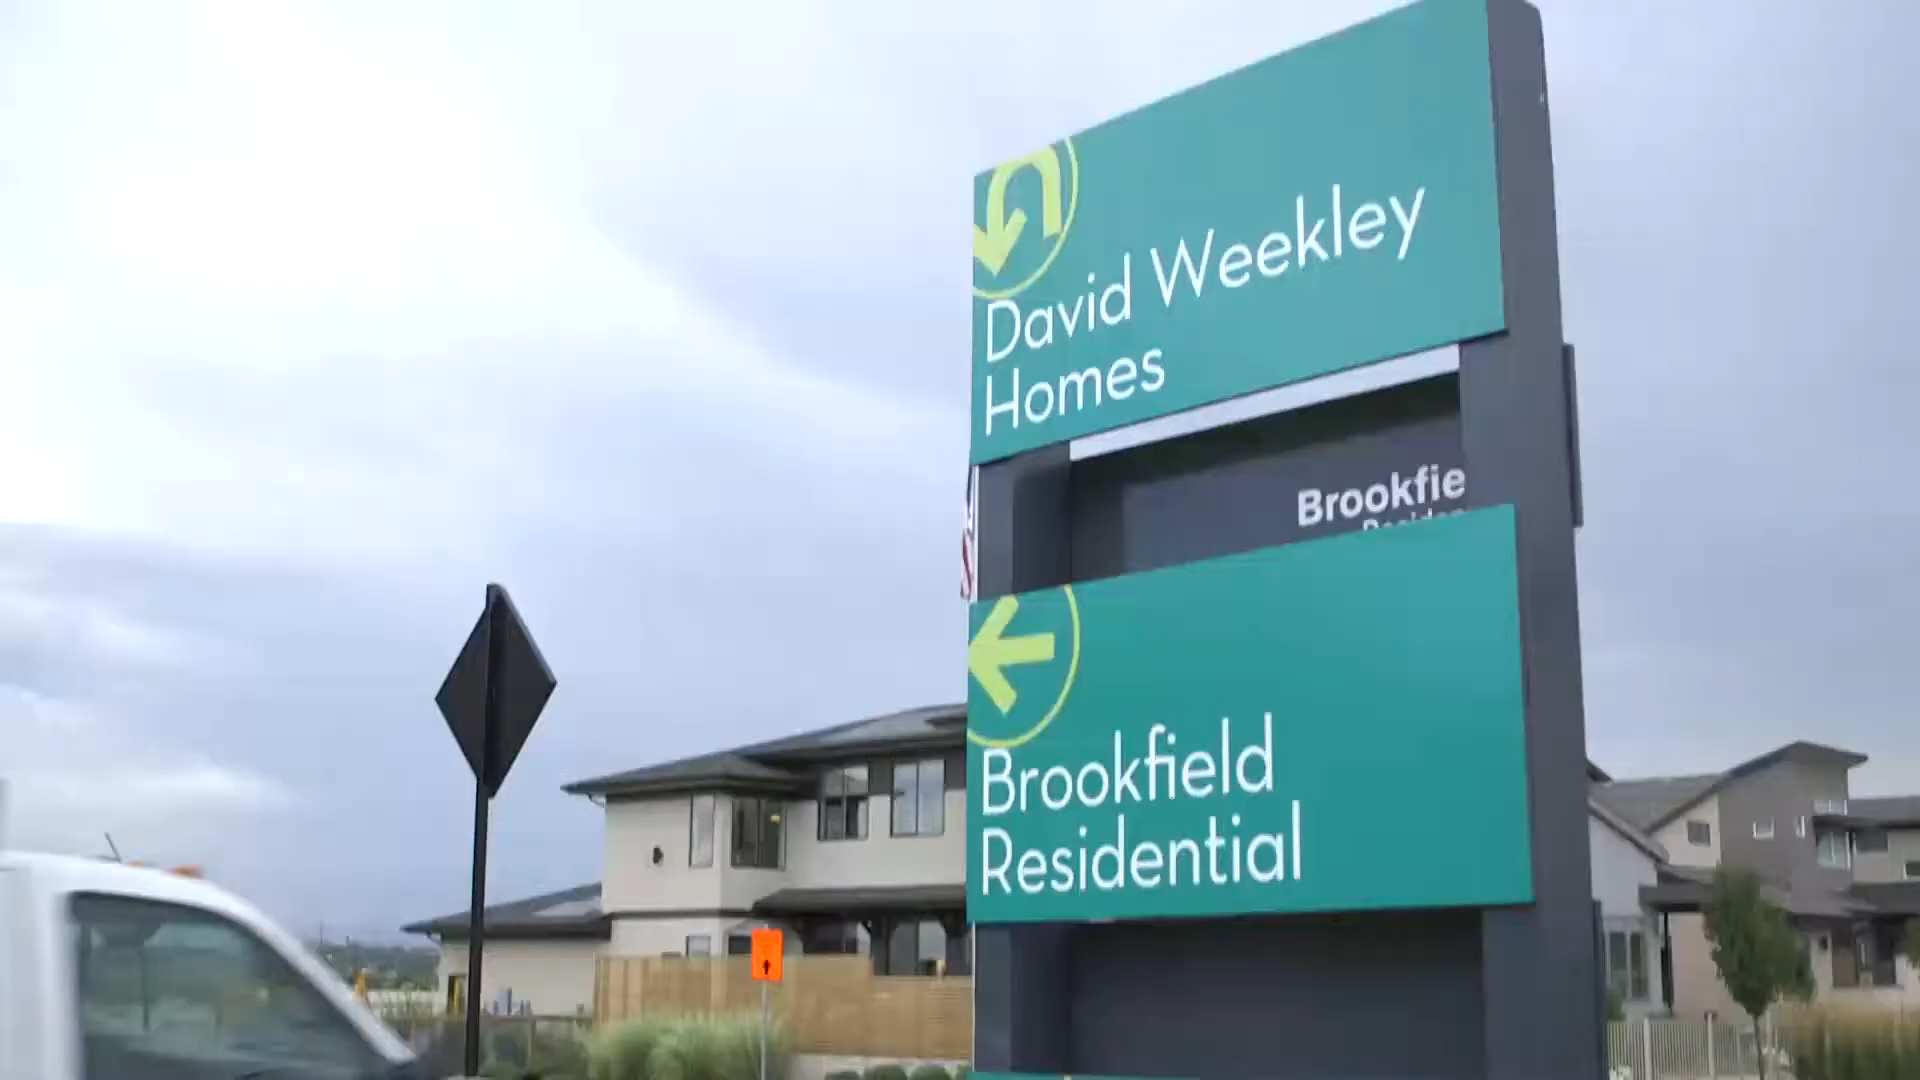 David Weekley
Homes
Brookfie
Brookfield
Residential